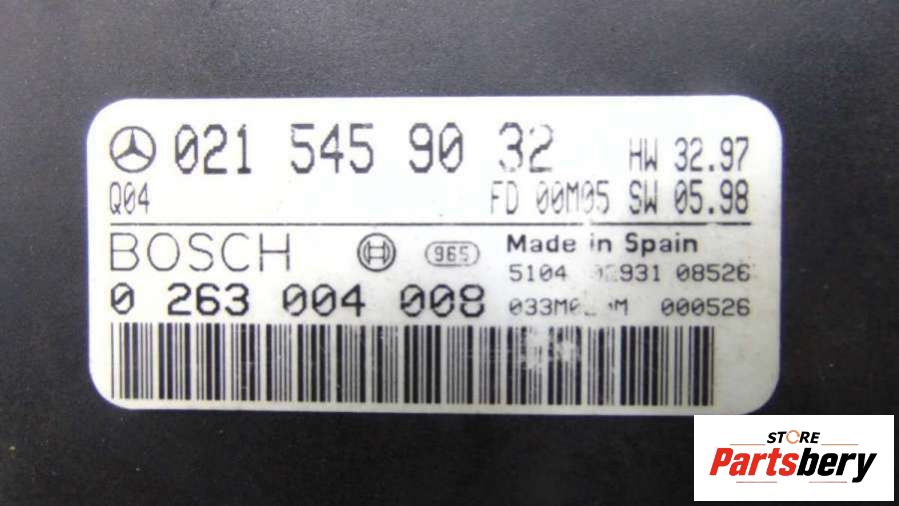 021 545 90 32 HW 32.97
Q04 FD 00M05 SW 05.98
BOSCH 965 Made in Spain
5104 08526
0 263 004 008 000526
STORE
Partsbery